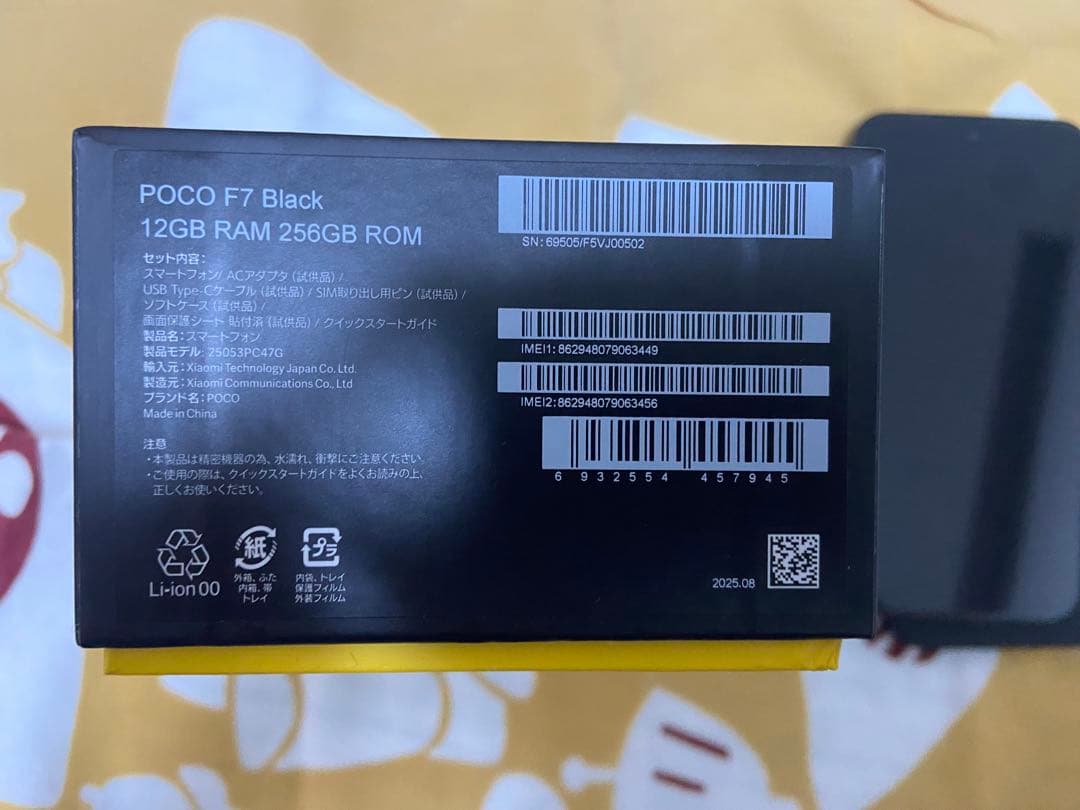 POCO F7 Black
12GB RAM 256GB ROM
セット内容：
スマートフォン/ ACアダプタ（試供品）/
USB Type-Cケーブル（試供品）/ SIM取り出し用ピン（試供品）/
ソフトケース（試供品）/
画面保護シート 貼付済（試供品）/ クイックスタートガイド
製品名：スマートフォン
製品モデル: 25053PC47G
輸入元：Xiaomi Technology Japan Co. Ltd.
製造元：Xiaomi Communications Co., Ltd
ブランド名：POCO
Made in China
注意
・本製品は精密機器の為、水濡れ、衝撃にご注意ください。
・ご使用の際は、クイックスタートガイドをよくお読みの上、
正しくお使いください。
Li-ion 00
紙
外箱、ふた
内箱、帯
トレイ
プラ
内袋、トレイ
保護フィルム
外装フィルム
SN: 69505/F5VJ00502
IMEI1: 862948079063449
IMEI2: 862948079063456
6 932554 457945
2025.08